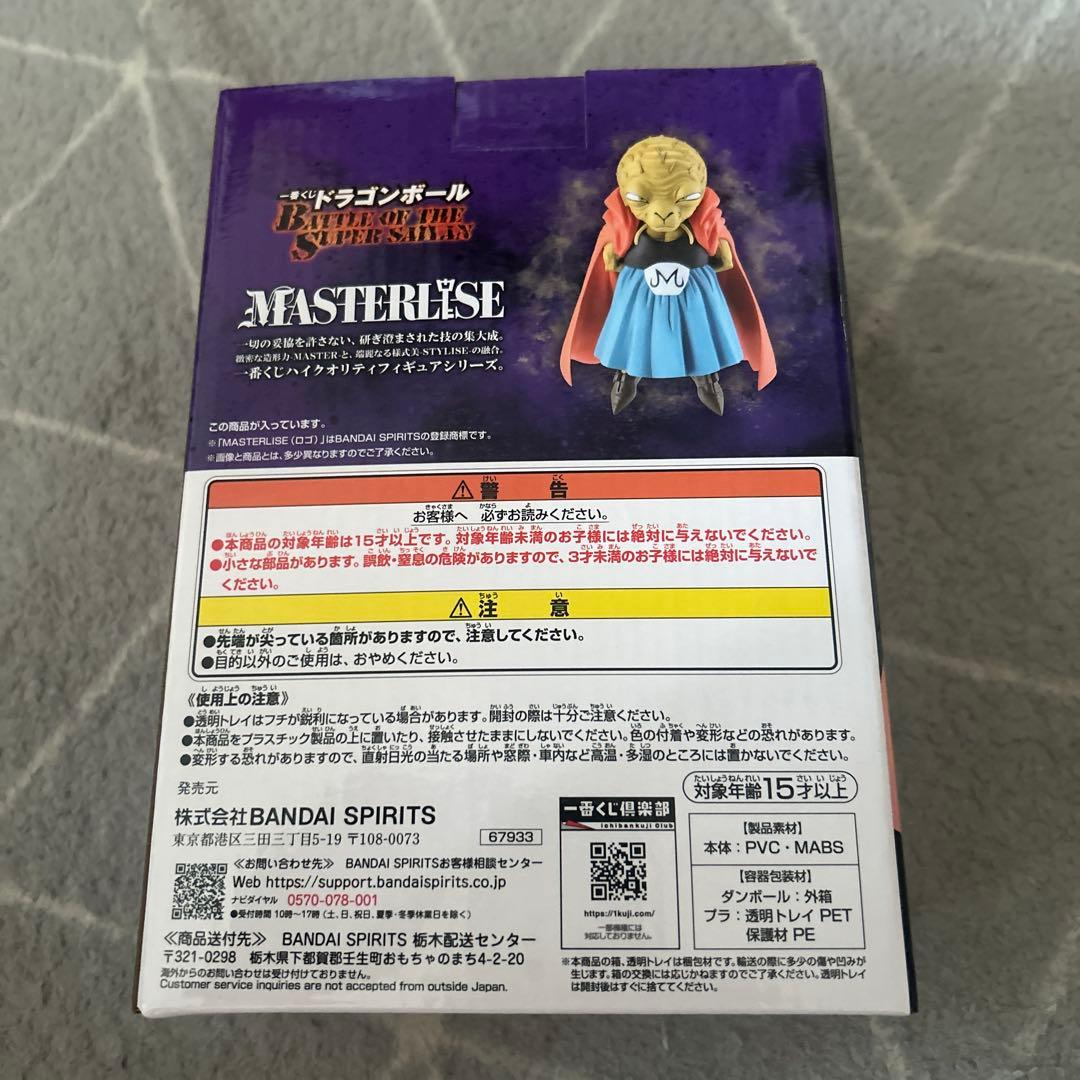 一番くじ ドラゴンボール
BATTLE OF THE
SUPER SAIYAN
MASTERLISE
一切の妥協を許さない、研ぎ澄まされた技の集大成。
緻密な造形力-MASTER-と、端麗なる様式美-STYLISE-の融合。
一番くじハイクオリティフィギュアシリーズ。
この商品が入っています。
※「MASTERLISE（ロゴ）」はBANDAI SPIRITSの登録商標です。
※画像と商品とは、多少異なりますのでご了承ください。
⚠警告
お客様へ 必ずお読みください。
●本商品の対象年齢は15才以上です。対象年齢未満のお子様には絶対に与えないでください。
●小さな部品があります。誤飲・窒息の危険がありますので、3才未満のお子様には絶対に与えないで
ください。
⚠注意
●先端が尖っている箇所がありますので、注意してください。
●目的以外のご使用は、おやめください。
《使用上の注意》
●透明トレイはフチが鋭利になっている場合があります。開封の際は十分ご注意ください。
●本商品をプラスチック製品の上に置いたり、接触させたままにしないでください。色の付着や変形などの恐れがあります。
●変形する恐れがありますので、直射日光の当たる場所や窓際・車内など高温・多湿のところには置かないでください。
対象年齢15才以上
発売元
株式会社BANDAI SPIRITS
東京都港区三田三丁目5-19 〒108-0073
67933
≪お問い合わせ先≫ BANDAI SPIRITSお客様相談センター
Web https://support.bandaispirits.co.jp
ナビダイヤル 0570-078-001
●受付時間 10時～17時（土、日、祝日、夏季・冬季休業日を除く）
≪商品送付先≫ BANDAI SPIRITS 栃木配送センター
〒321-0298 栃木県下都賀郡壬生町おもちゃのまち4-2-20
海外からのお問い合わせは受け付けておりません。
Customer service inquiries are not accepted from outside Japan.
一番くじ倶楽部
ichibankuji Club
https://1kuji.com/
一部機種には
対応しておりません。
【製品素材】
本体：PVC・MABS
【容器包装材】
ダンボール：外箱
プラ：透明トレイ PET
保護材 PE
※本商品の箱、透明トレイは梱包材です。輸送の際に多少の傷や凹みが
生じます。箱の交換には応じかねますのでご了承ください。透明トレイ
は開封後はすぐに捨ててください。